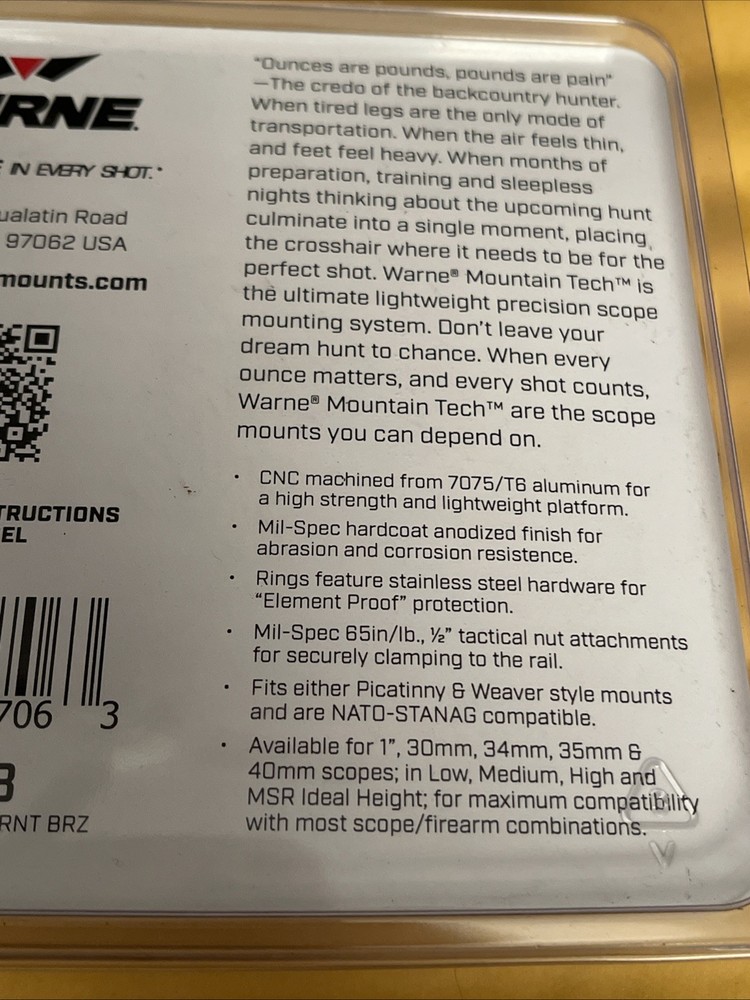 RNE.
IN EVERY SHOT.
ualatin Road
97062 USA
mounts.com
TRUCTIONS
EL
706 3
RNT BRZ
"Ounces are pounds, pounds are pain"
—The credo of the backcountry hunter.
When tired legs are the only mode of
transportation. When the air feels thin,
and feet feel heavy. When months of
preparation, training and sleepless
nights thinking about the upcoming hunt
culminate into a single moment, placing,
the crosshair where it needs to be for the
perfect shot. Warne® Mountain Tech™ is
the ultimate lightweight precision scope
mounting system. Don't leave your
dream hunt to chance. When every
ounce matters, and every shot counts,
Warne® Mountain Tech™ are the scope
mounts you can depend on.
• CNC machined from 7075/T6 aluminum for
a high strength and lightweight platform.
• Mil-Spec hardcoat anodized finish for
abrasion and corrosion resistence.
• Rings feature stainless steel hardware for
"Element Proof" protection.
• Mil-Spec 65in/lb., ½" tactical nut attachments
for securely clamping to the rail.
• Fits either Picatinny & Weaver style mounts
and are NATO-STANAG compatible.
• Available for 1", 30mm, 34mm, 35mm &
40mm scopes; in Low, Medium, High and
MSR Ideal Height; for maximum compatibility
with most scope/firearm combinations.
V